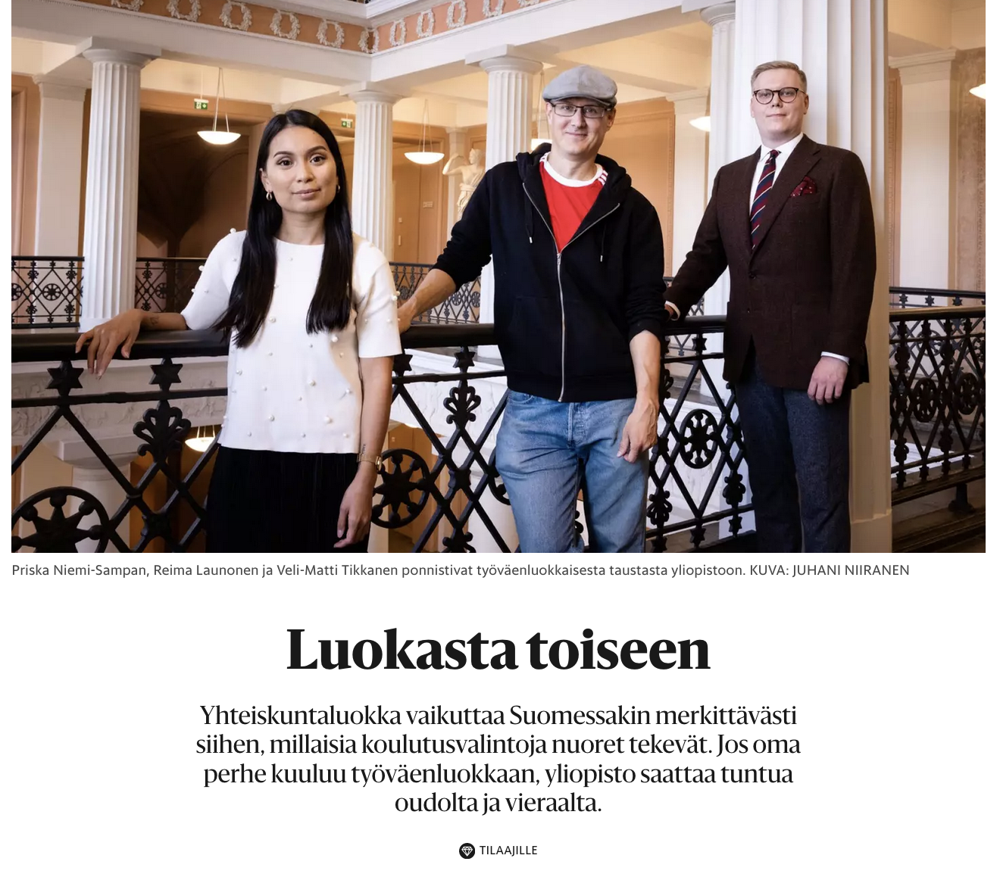 Priska Niemi-Sampan, Reima Launonen ja Veli-Matti Tikkanen ponnistivat työväenluokkaisesta taustasta yliopistoon. KUVA: JUHANI NIIRANEN
Luokasta toiseen
Yhteiskuntaluokka vaikuttaa Suomessakin merkittävästi
siihen, millaisia koulutusvalintoja nuoret tekevät. Jos oma
perhe kuuluu työväenluokkaan, yliopisto saattaa tuntua
oudolta ja vieraalta.
TILAAJILLE